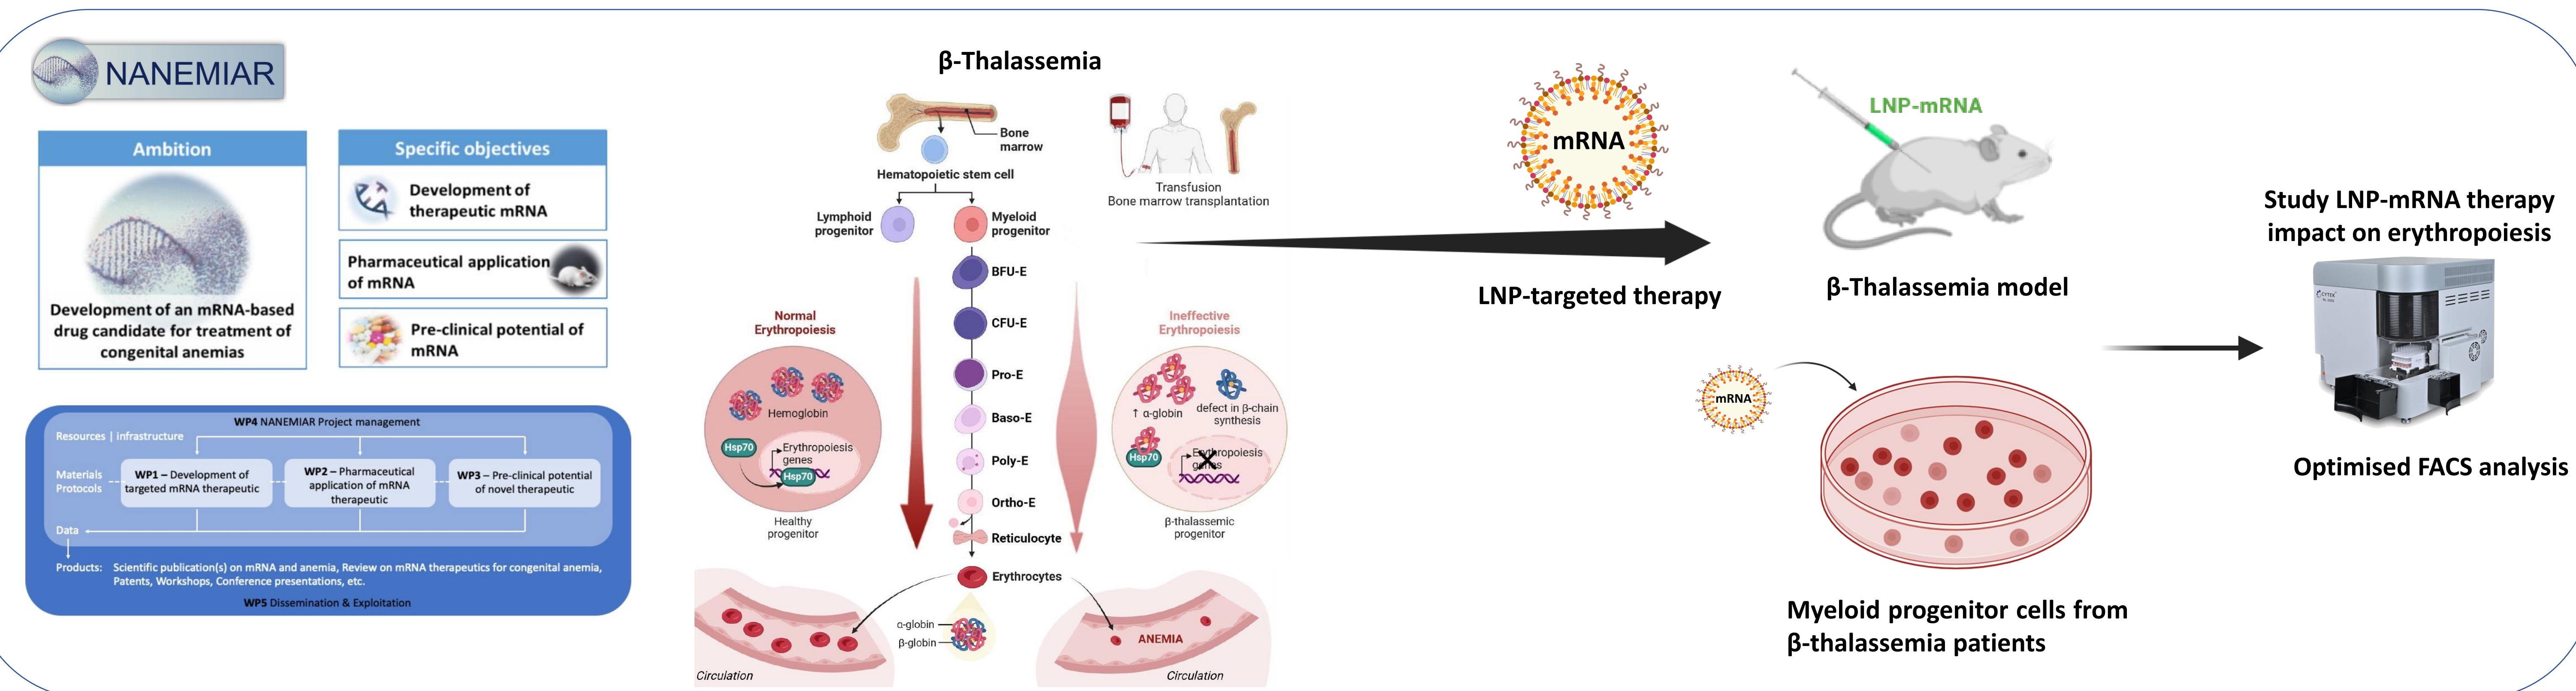 NANEMIAR
Ambition
Development of an mRNA-based
drug candidate for treatment of
congenital anemias
Specific objectives
Development of
therapeutic mRNA
Pharmaceutical application
of mRNA
Pre-clinical potential of
mRNA
WP4 NANEMIAR Project management
Resources | infrastructure
Materials
Protocols
WP1 – Development of
targeted mRNA therapeutic
WP2 – Pharmaceutical
application of mRNA
therapeutic
WP3 – Pre-clinical potential
of novel therapeutic
Data
Products: Scientific publication(s) on mRNA and anemia, Review on mRNA therapeutics for congenital anemia,
Patents, Workshops, Conference presentations, etc.
WP5 Dissemination & Exploitation
β-Thalassemia
Bone
marrow
Hematopoietic stem cell
Lymphoid
progenitor
Myeloid
progenitor
Transfusion
Bone marrow transplantation
BFU-E
CFU-E
Pro-E
Baso-E
Poly-E
Ortho-E
Reticulocyte
Erythrocytes
Normal
Erythropoiesis
Hemoglobin
Hsp70
Erythropoiesis
genes
Hsp70
Healthy
progenitor
Ineffective
Erythropoiesis
↑ α-globin
defect in β-chain
synthesis
Hsp70
Erythropoiesis
genes
β-thalassemic
progenitor
α-globin
β-globin
Circulation
ANEMIA
Circulation
mRNA
LNP-targeted therapy
LNP-mRNA
β-Thalassemia model
mRNA
Myeloid progenitor cells from
β-thalassemia patients
Study LNP-mRNA therapy
impact on erythropoiesis
CYTEK
Optimised FACS analysis